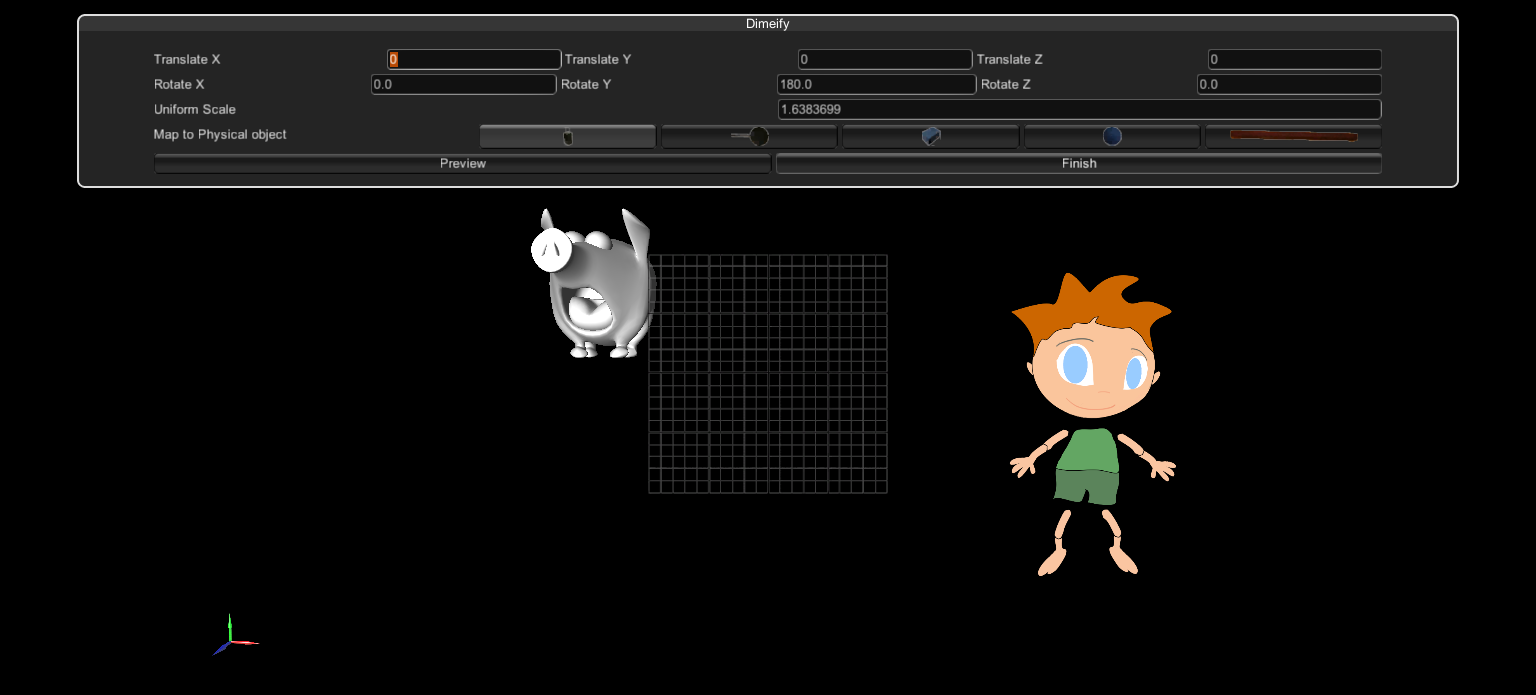 Dimeify
Translate X 0 Translate Y 0 Translate Z 0
Rotate X 0.0 Rotate Y 180.0 Rotate Z 0.0
Uniform Scale 1.6383699
Map to Physical object
Preview Finish